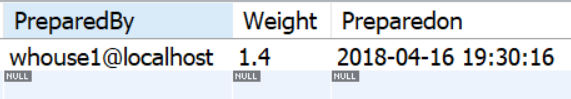 PreparedBy Weight Preparedon
whouse1@localhost 1.4 2018-04-16 19:30:16
NULL NULL NULL